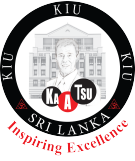 KIU KIU KIU
KA A TSU
SRI LANKA
Inspiring Excellence